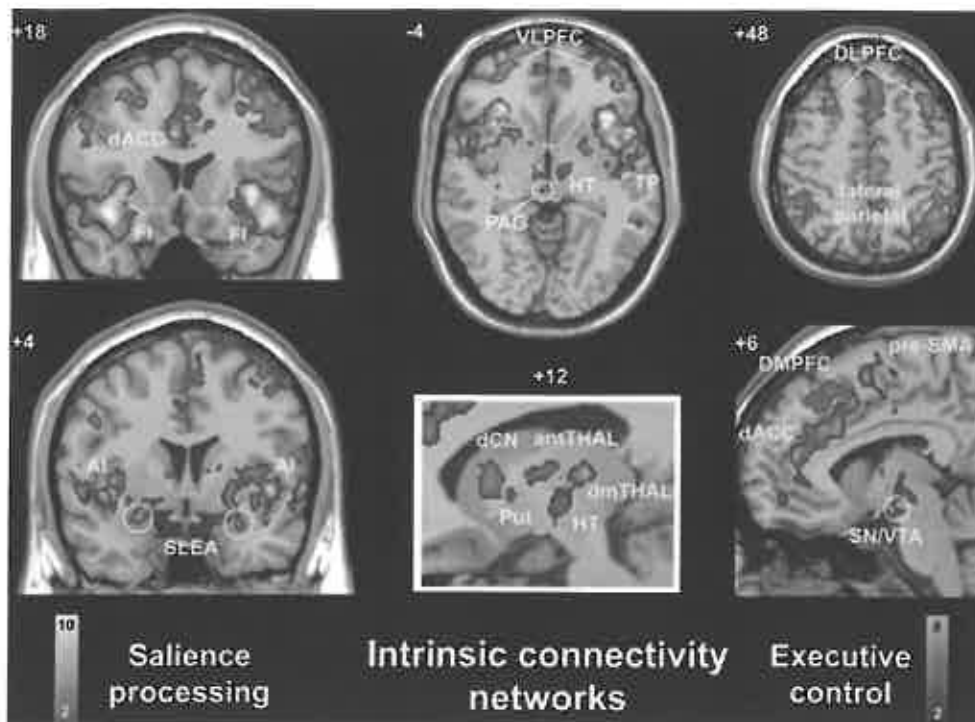 +18
-4
VLPFC
+48
DLPFC
dACC
HT
TP
PAG
lateral
parietal
FI
FI
+4
AI
AI
SLEA
+12
dCN
antTHAL
dmTHAL
Put
HT
+6
pre-SMA
DMPFC
dACC
SN/VTA
10
2
Salience
processing
Intrinsic connectivity
networks
Executive
control
8
2